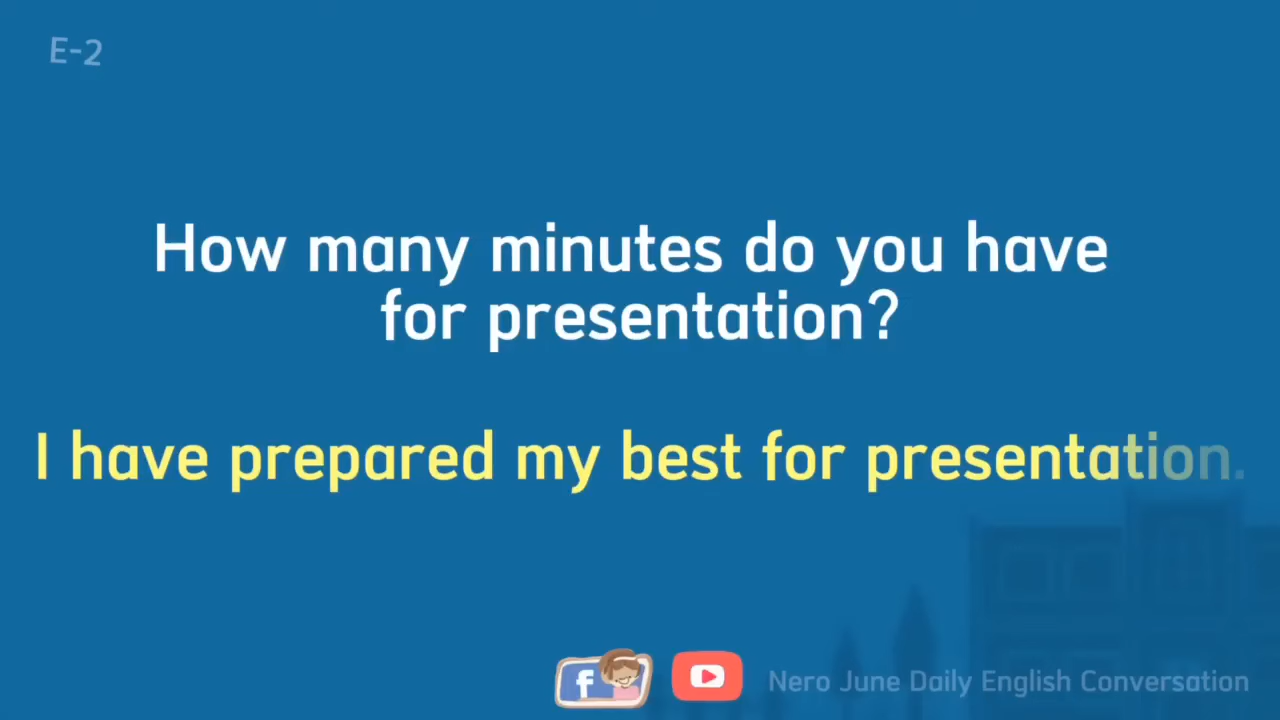 E-2
How many minutes do you have
for presentation?
I have prepared my best for presentation.
f
Nero June Daily English Conversation